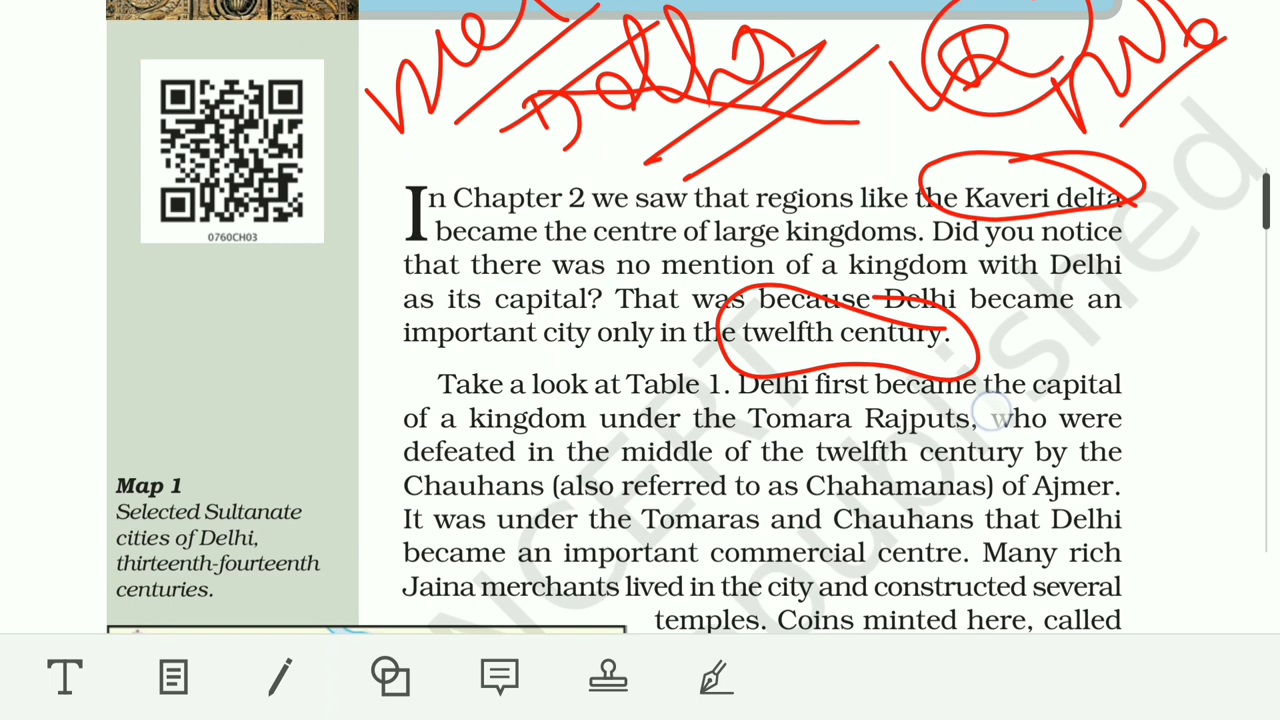 Delhi
0760CH03
In Chapter 2 we saw that regions like the Kaveri delta
became the centre of large kingdoms. Did you notice
that there was no mention of a kingdom with Delhi
as its capital? That was because Delhi became an
important city only in the twelfth century.
Take a look at Table 1. Delhi first became the capital
of a kingdom under the Tomara Rajputs, who were
defeated in the middle of the twelfth century by the
Chauhans (also referred to as Chahamanas) of Ajmer.
It was under the Tomaras and Chauhans that Delhi
became an important commercial centre. Many rich
Jaina merchants lived in the city and constructed several
temples. Coins minted here, called
Map 1
Selected Sultanate
cities of Delhi,
thirteenth-fourteenth
centuries.
NCERT
published